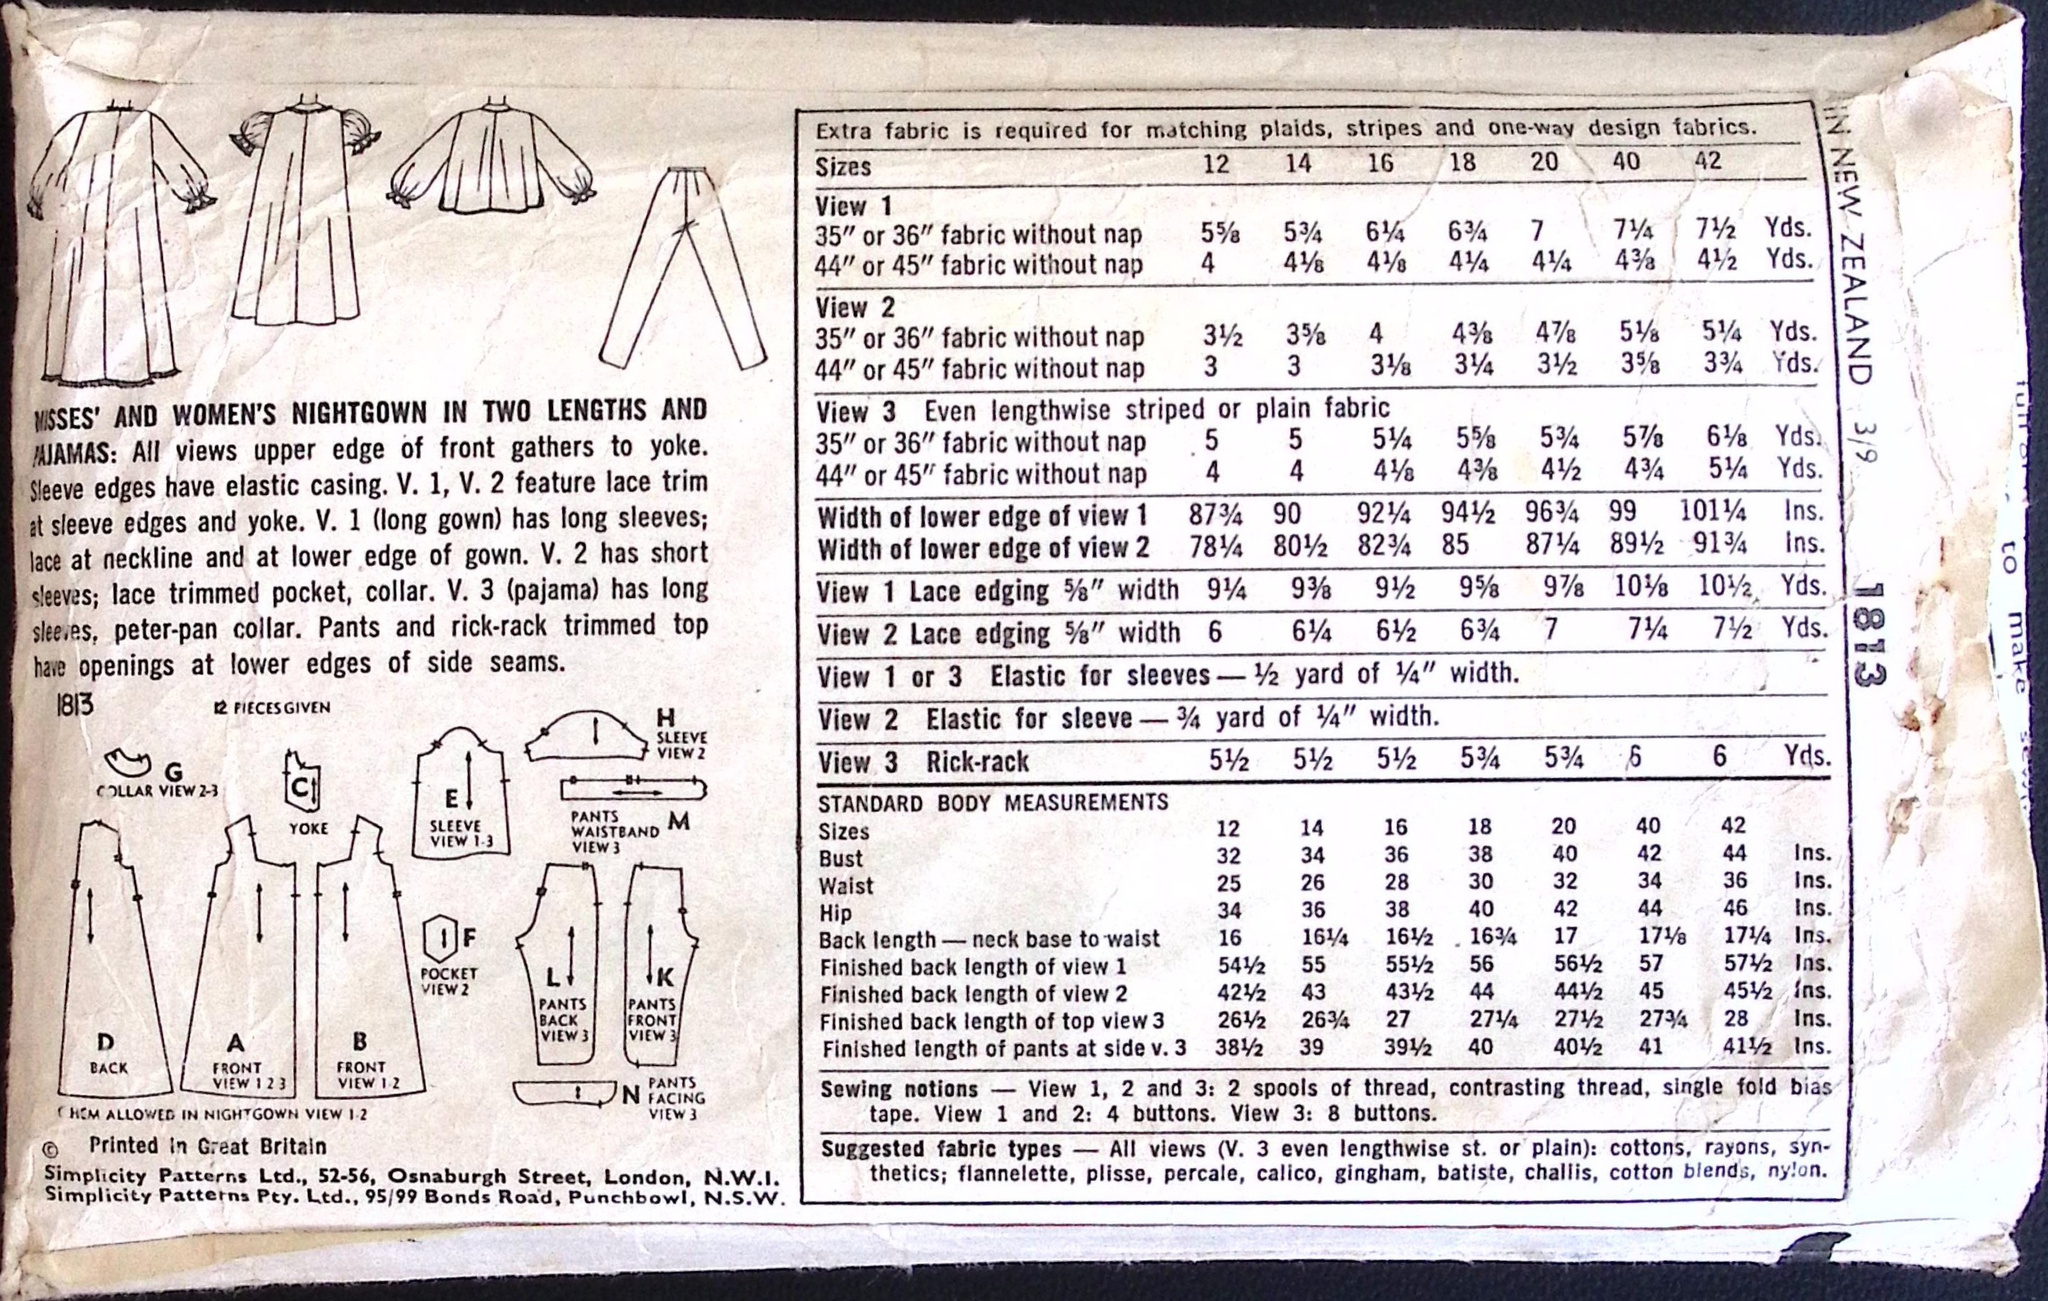 MISSES' AND WOMEN'S NIGHTGOWN IN TWO LENGTHS AND
PAJAMAS: All views upper edge of front gathers to yoke.
Sleeve edges have elastic casing. V. 1, V. 2 feature lace trim
at sleeve edges and yoke. V. 1 (long gown) has long sleeves;
lace at neckline and at lower edge of gown. V. 2 has short
sleeves; lace trimmed pocket, collar. V. 3 (pajama) has long
sleeves, peter-pan collar. Pants and rick-rack trimmed top
have openings at lower edges of side seams.
1813 12 PIECES GIVEN
G
COLLAR VIEW 2-3
C
YOKE
E
SLEEVE
VIEW 1-3
H
SLEEVE
VIEW 2
PANTS
WAISTBAND M
VIEW 3
D
BACK
A
FRONT
VIEW 1 2 3
B
FRONT
VIEW 1-2
F
POCKET
VIEW 2
L
PANTS
BACK
VIEW 3
K
PANTS
FRONT
VIEW 3
N PANTS
FACING
VIEW 3
HEM ALLOWED IN NIGHTGOWN VIEW 1-2
© Printed in Great Britain
Simplicity Patterns Ltd., 52-56, Osnaburgh Street, London, N.W.I.
Simplicity Patterns Pty. Ltd., 95/99 Bonds Road, Punchbowl, N.S.W.
Extra fabric is required for matching plaids, stripes and one-way design fabrics.
Sizes 12 14 16 18 20 40 42
View 1
35" or 36" fabric without nap 5⅝ 5¾ 6¼ 6¾ 7 7¼ 7½ Yds.
44" or 45" fabric without nap 4 4⅛ 4⅛ 4¼ 4¼ 4⅜ 4½ Yds.
View 2
35" or 36" fabric without nap 3½ 3⅝ 4 4⅜ 4⅞ 5⅛ 5¼ Yds.
44" or 45" fabric without nap 3 3 3⅛ 3¼ 3½ 3⅝ 3¾ Yds.
View 3 Even lengthwise striped or plain fabric
35" or 36" fabric without nap 5 5 5¼ 5⅝ 5¾ 5⅞ 6⅛ Yds.
44" or 45" fabric without nap 4 4 4⅛ 4⅜ 4½ 4¾ 5¼ Yds.
Width of lower edge of view 1 87¾ 90 92¼ 94½ 96¾ 99 101¼ Ins.
Width of lower edge of view 2 78¼ 80½ 82¾ 85 87¼ 89½ 91¾ Ins.
View 1 Lace edging ⅝" width 9¼ 9⅜ 9½ 9⅝ 9⅞ 10⅛ 10½ Yds.
View 2 Lace edging ⅝" width 6 6¼ 6½ 6¾ 7 7¼ 7½ Yds.
View 1 or 3 Elastic for sleeves — ½ yard of ¼" width.
View 2 Elastic for sleeve — ¾ yard of ¼" width.
View 3 Rick-rack 5½ 5½ 5½ 5¾ 5¾ 6 6 Yds.
STANDARD BODY MEASUREMENTS
Sizes 12 14 16 18 20 40 42
Bust 32 34 36 38 40 42 44 Ins.
Waist 25 26 28 30 32 34 36 Ins.
Hip 34 36 38 40 42 44 46 Ins.
Back length — neck base to waist 16 16¼ 16½ 16¾ 17 17⅛ 17¼ Ins.
Finished back length of view 1 54½ 55 55½ 56 56½ 57 57½ Ins.
Finished back length of view 2 42½ 43 43½ 44 44½ 45 45½ Ins.
Finished back length of top view 3 26½ 26¾ 27 27¼ 27½ 27¾ 28 Ins.
Finished length of pants at side v. 3 38½ 39 39½ 40 40½ 41 41½ Ins.
Sewing notions — View 1, 2 and 3: 2 spools of thread, contrasting thread, single fold bias
tape. View 1 and 2: 4 buttons. View 3: 8 buttons.
Suggested fabric types — All views (V. 3 even lengthwise st. or plain): cottons, rayons, syn-
thetics; flannelette, plisse, percale, calico, gingham, batiste, challis, cotton blends, nylon.
IN NEW ZEALAND 3/9 1813
to make